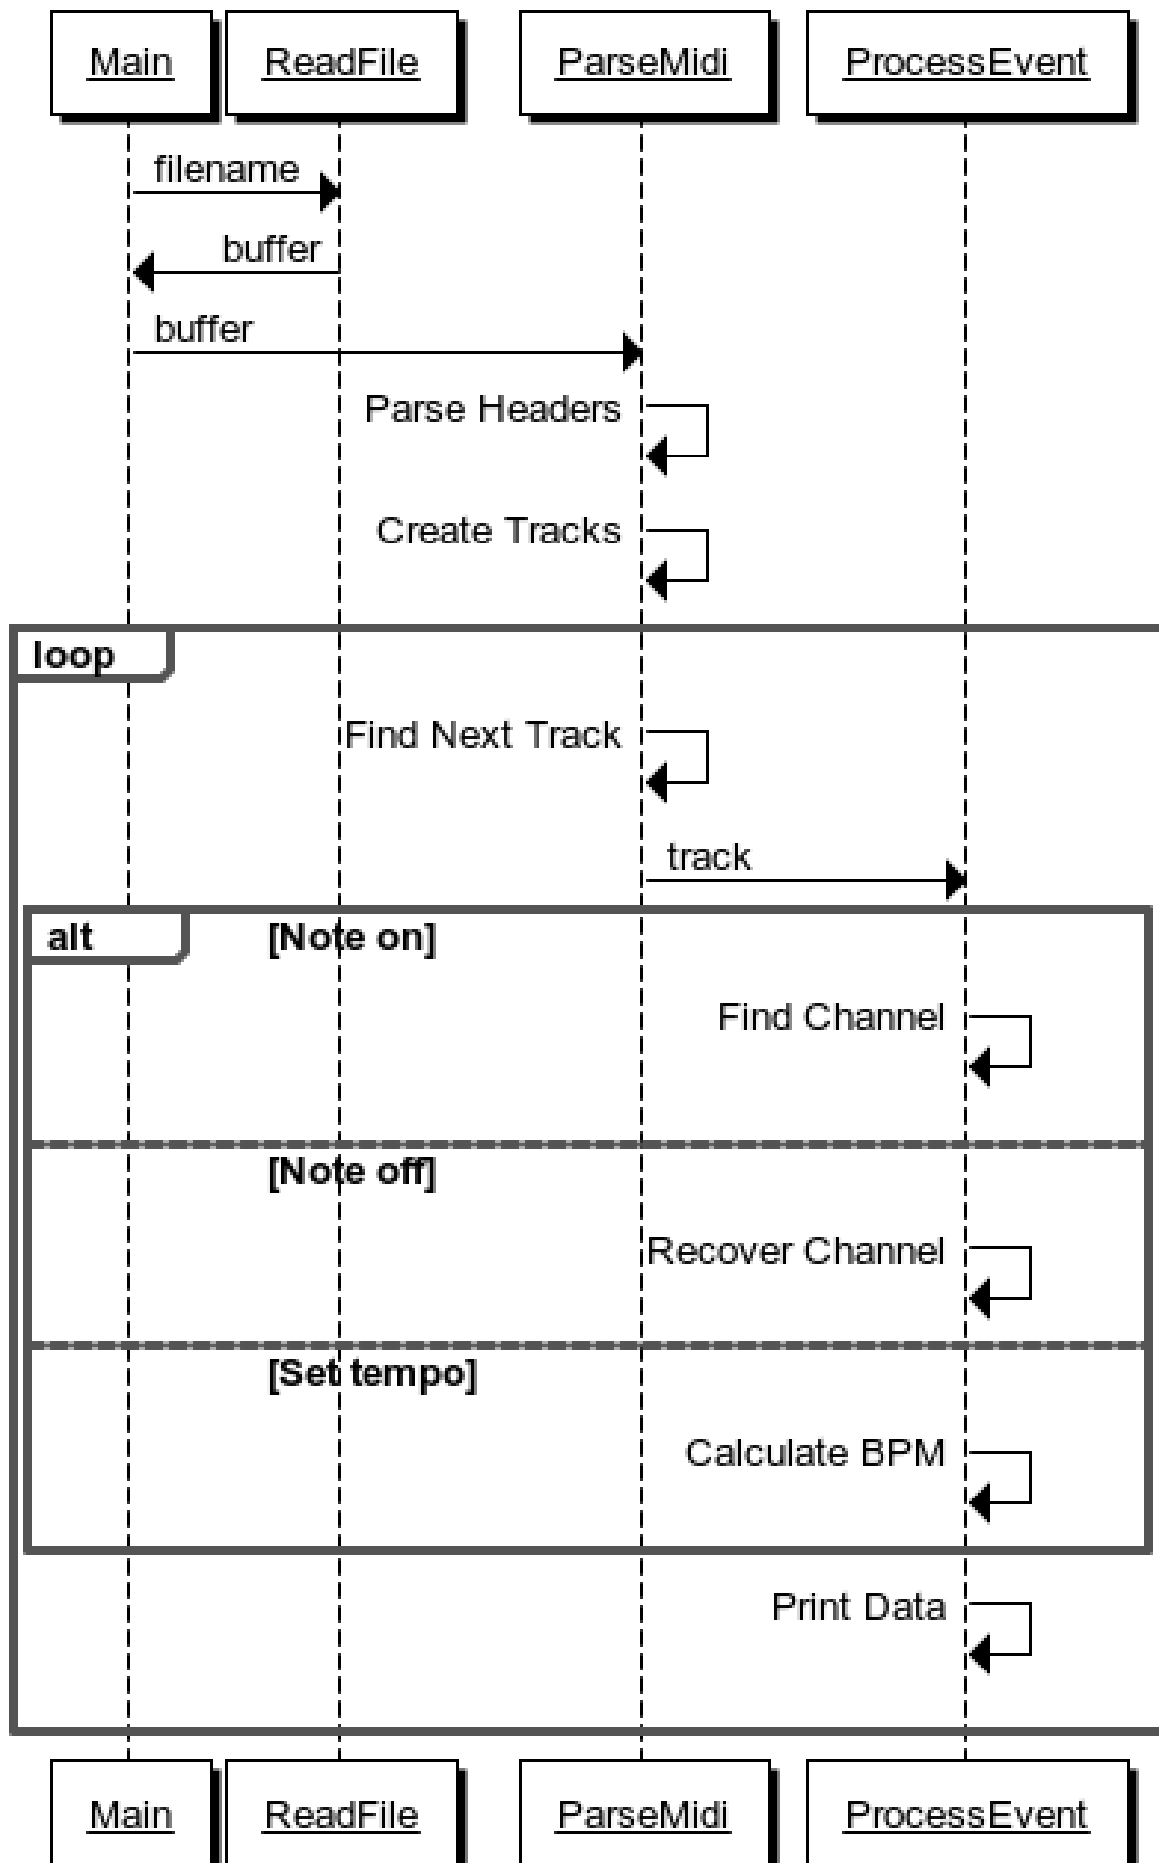 Main ReadFile ParseMidi ProcessEvent
filename
buffer
buffer
Parse Headers
Create Tracks
loop
Find Next Track
track
alt [Note on]
Find Channel
[Note off]
Recover Channel
[Set tempo]
Calculate BPM
Print Data
Main ReadFile ParseMidi ProcessEvent